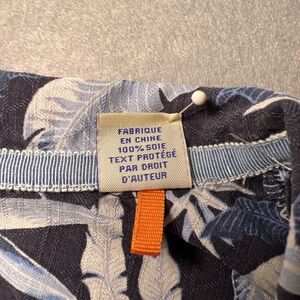 FABRIQUE
EN CHINE
100% SOIE
TEXT PROTÉGÉ
PAR DROIT
D'AUTEUR